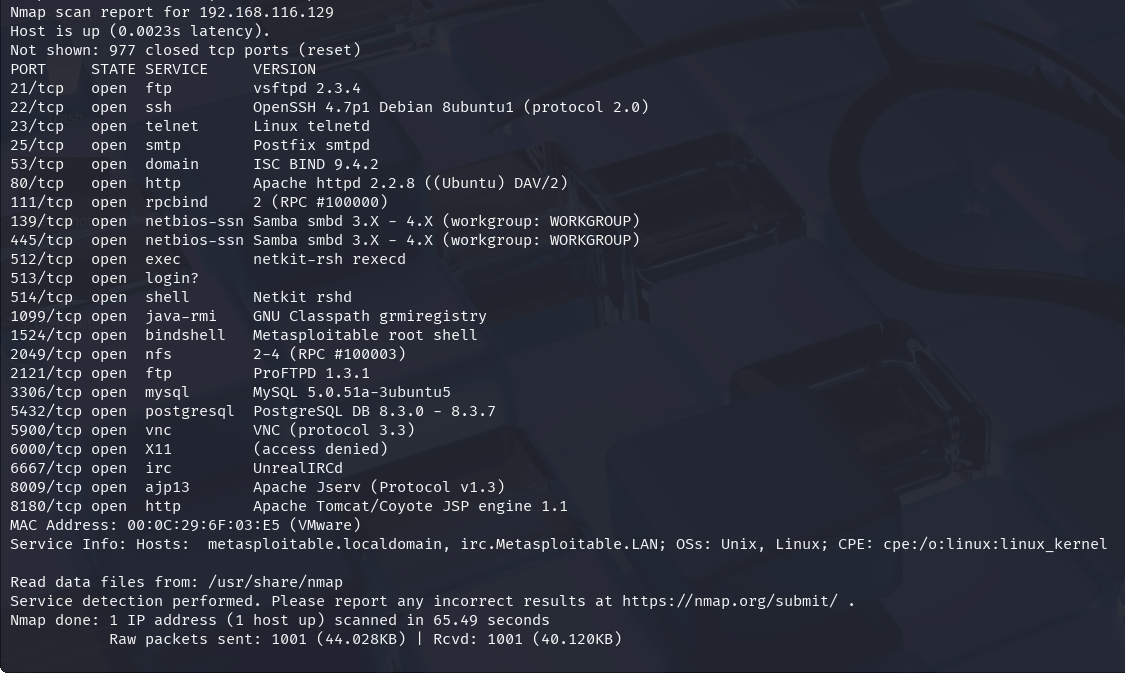 Nmap scan report for 192.168.116.129
Host is up (0.0023s latency).
Not shown: 977 closed tcp ports (reset)
PORT     STATE SERVICE     VERSION
21/tcp   open  ftp         vsftpd 2.3.4
22/tcp   open  ssh         OpenSSH 4.7p1 Debian 8ubuntu1 (protocol 2.0)
23/tcp   open  telnet      Linux telnetd
25/tcp   open  smtp        Postfix smtpd
53/tcp   open  domain      ISC BIND 9.4.2
80/tcp   open  http        Apache httpd 2.2.8 ((Ubuntu) DAV/2)
111/tcp  open  rpcbind     2 (RPC #100000)
139/tcp  open  netbios-ssn Samba smbd 3.X - 4.X (workgroup: WORKGROUP)
445/tcp  open  netbios-ssn Samba smbd 3.X - 4.X (workgroup: WORKGROUP)
512/tcp  open  exec        netkit-rsh rexecd
513/tcp  open  login?
514/tcp  open  shell       Netkit rshd
1099/tcp open  java-rmi    GNU Classpath grmiregistry
1524/tcp open  bindshell   Metasploitable root shell
2049/tcp open  nfs         2-4 (RPC #100003)
2121/tcp open  ftp         ProFTPD 1.3.1
3306/tcp open  mysql       MySQL 5.0.51a-3ubuntu5
5432/tcp open  postgresql  PostgreSQL DB 8.3.0 - 8.3.7
5900/tcp open  vnc         VNC (protocol 3.3)
6000/tcp open  X11         (access denied)
6667/tcp open  irc         UnrealIRCd
8009/tcp open  ajp13       Apache Jserv (Protocol v1.3)
8180/tcp open  http        Apache Tomcat/Coyote JSP engine 1.1
MAC Address: 00:0C:29:6F:03:E5 (VMware)
Service Info: Hosts:  metasploitable.localdomain, irc.Metasploitable.LAN; OSs: Unix, Linux; CPE: cpe:/o:linux:linux_kernel
Read data files from: /usr/share/nmap
Service detection performed. Please report any incorrect results at https://nmap.org/submit/ .
Nmap done: 1 IP address (1 host up) scanned in 65.49 seconds
           Raw packets sent: 1001 (44.028KB) | Rcvd: 1001 (40.120KB)